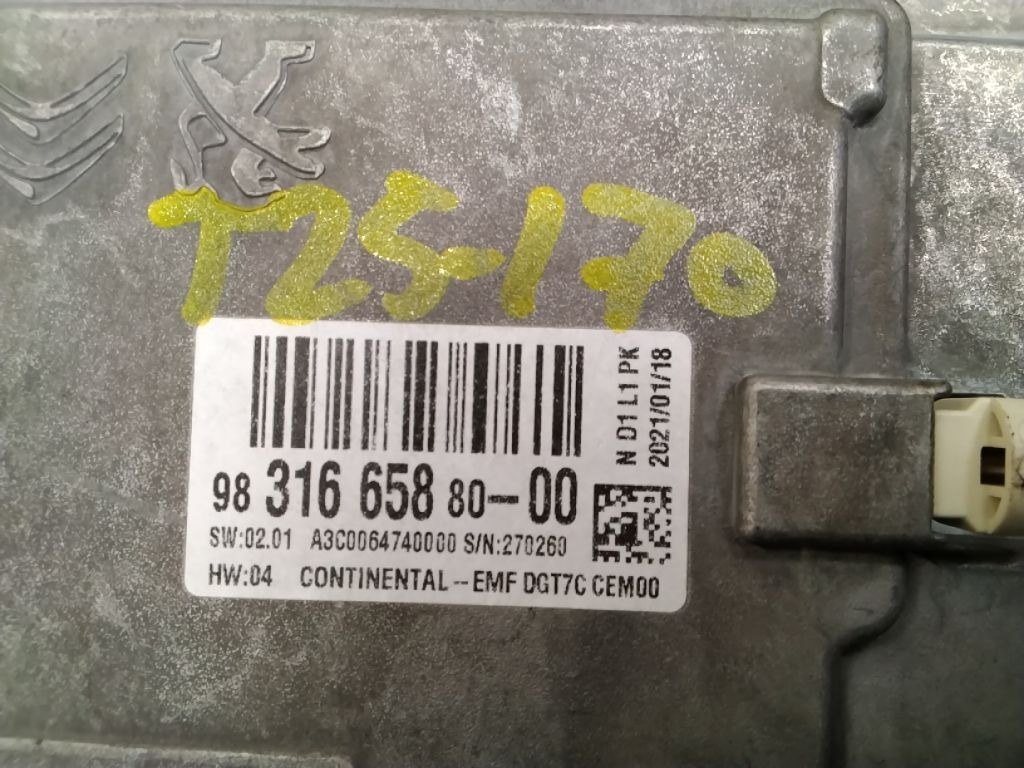 T25-170
98 316 658 80-00
SW:02.01 A3C0064740000 S/N:270260
HW:04 CONTINENTAL--EMF DGT7C CEM00
N D1 L1 PK
2021/01/18